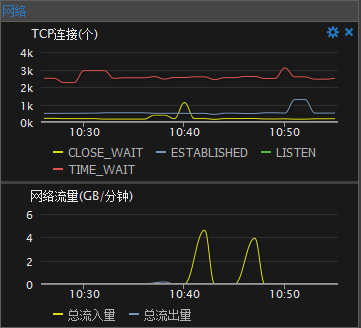 网络
TCP连接(个)
4k
3k
2k
1k
0k
10:30 10:40 10:50
CLOSE_WAIT ESTABLISHED LISTEN
TIME_WAIT
网络流量(GB/分钟)
6
4
2
0
10:30 10:40 10:50
总流入量 总流出量